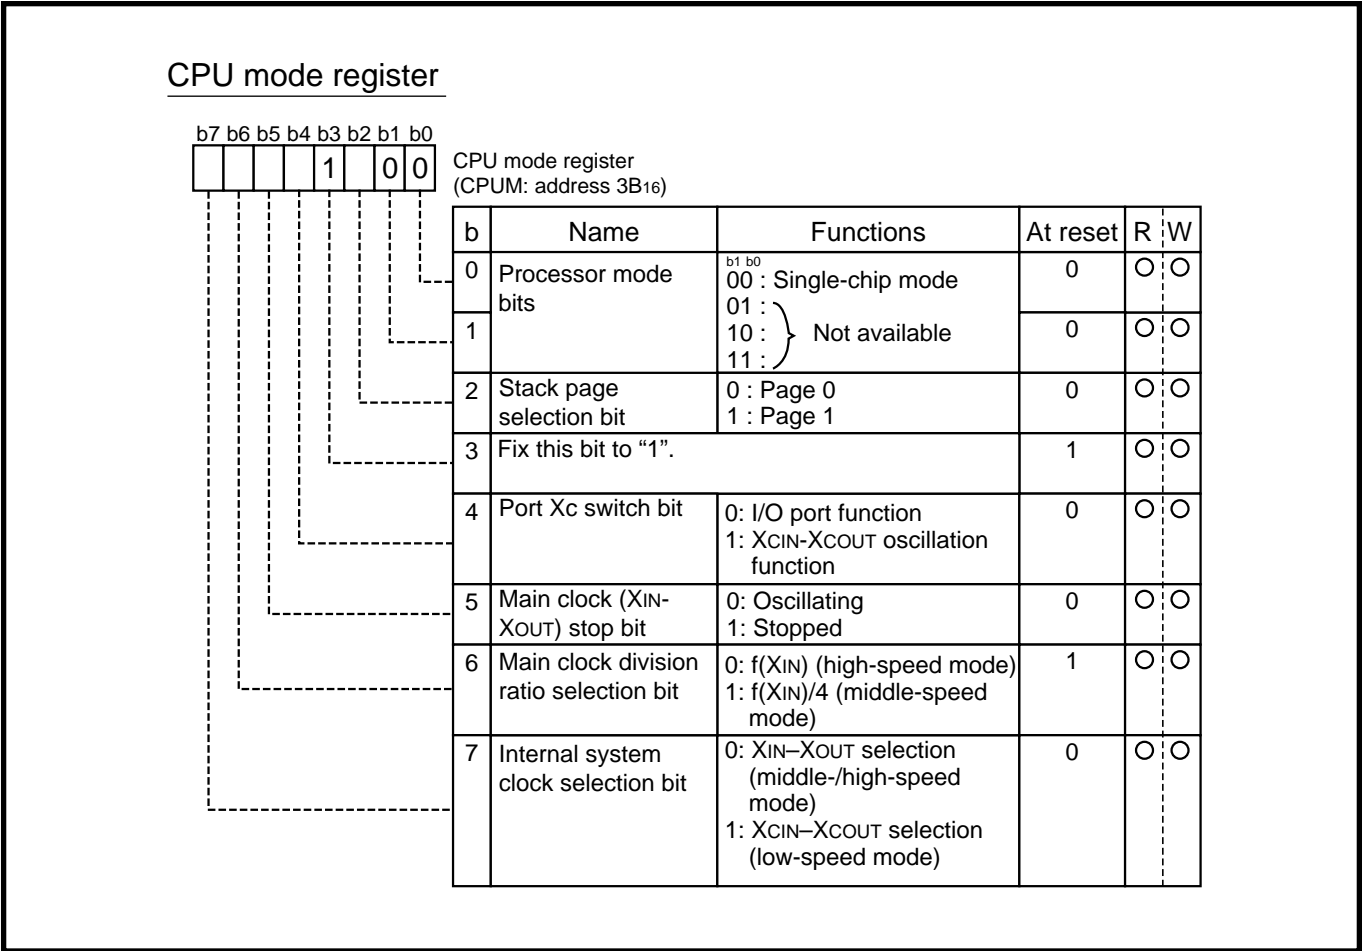 CPU mode register
b7 b6 b5 b4 b3 b2 b1 b0
1 0 0
CPU mode register
(CPUM: address 3B16)
b Name Functions At reset R W
0 Processor mode bits
b1 b0
00 : Single-chip mode
01 :
10 : Not available
11 :
0
1
0
2 Stack page
selection bit
0 : Page 0
1 : Page 1
0
3 Fix this bit to “1”.
1
4 Port Xc switch bit
0: I/O port function
1: XCIN-XCOUT oscillation
function
0
5 Main clock (XIN-
XOUT) stop bit
0: Oscillating
1: Stopped
0
6 Main clock division
ratio selection bit
0: f(XIN) (high-speed mode)
1: f(XIN)/4 (middle-speed
mode)
1
7 Internal system
clock selection bit
0: XIN–XOUT selection
(middle-/high-speed
mode)
1: XCIN–XCOUT selection
(low-speed mode)
0